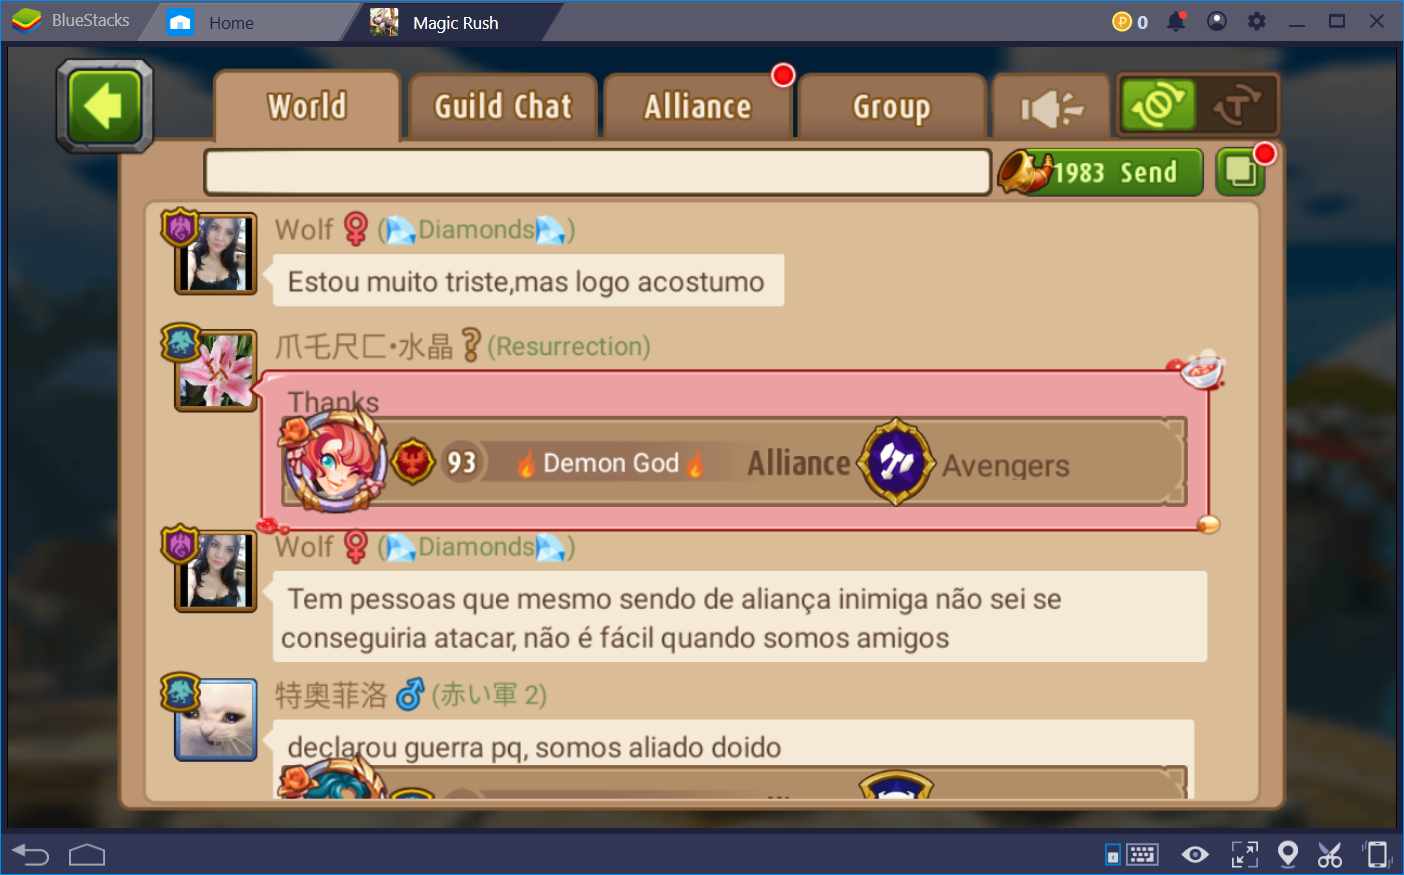 BlueStacks
Home
Magic Rush
0
World
Guild Chat
Alliance
Group
1983 Send
Wolf (Diamonds)
Estou muito triste,mas logo acostumo
爪乇尺匚•水晶 (Resurrection)
Thanks
93
Demon God
Alliance
Avengers
Wolf (Diamonds)
Tem pessoas que mesmo sendo de aliança inimiga não sei se
conseguiria atacar, não é fácil quando somos amigos
特奥菲洛 (赤い軍 2)
declarou guerra pq, somos aliado doido